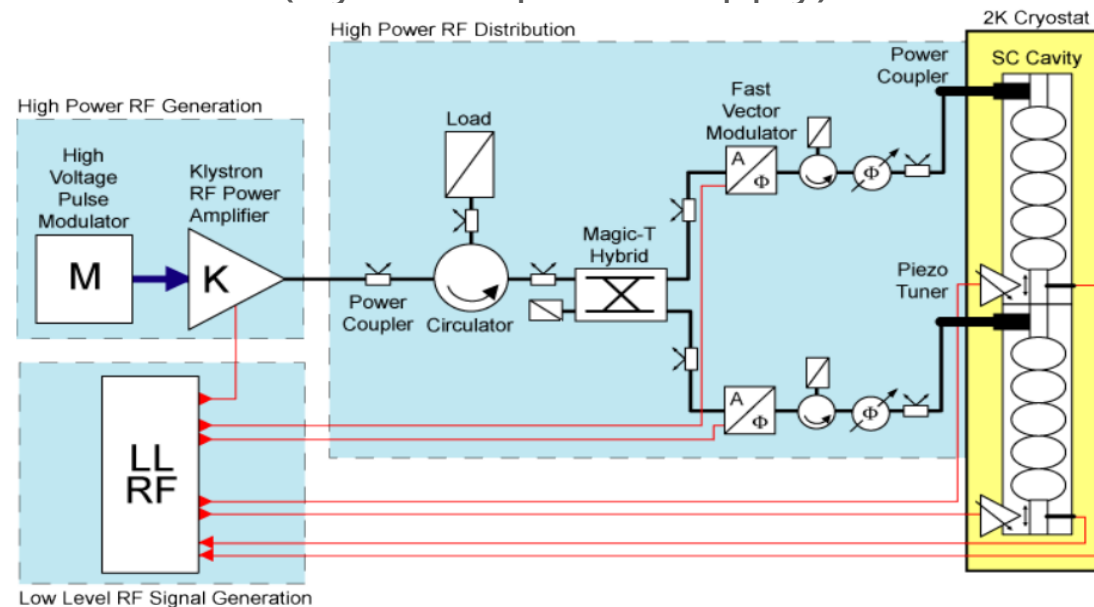 High Power RF Distribution
2K Cryostat
Power
Coupler
SC Cavity
High Power RF Generation
Load
Fast
Vector
Modulator
High
Voltage
Pulse
Modulator
Klystron
RF Power
Amplifier
A
Φ
Φ
Magic-T
Hybrid
M
K
Piezo
Tuner
Power
Coupler
Circulator
A
Φ
Φ
LL
RF
Low Level RF Signal Generation